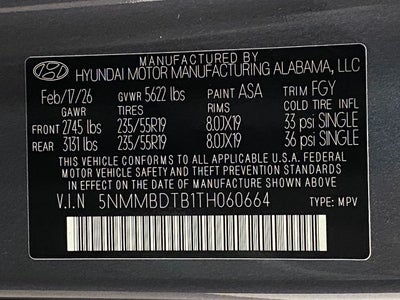 MANUFACTURED BY
HYUNDAI MOTOR MANUFACTURING ALABAMA, LLC
Feb/17/26 GVWR 5622 lbs PAINT ASA TRIM FGY
GAWR TIRES RIMS COLD TIRE INFL
FRONT 2745 lbs 235/55R19 8.0JX19 33 psi SINGLE
REAR 3131 lbs 235/55R19 8.0JX19 36 psi SINGLE
THIS VEHICLE CONFORMS TO ALL APPLICABLE U.S.A. FEDERAL
MOTOR VEHICLE SAFETY AND THEFT PREVENTION STANDARDS
IN EFFECT ON THE DATE OF MANUFACTURE SHOWN ABOVE.
V.I.N 5NMMBDTB1TH060664 TYPE: MPV